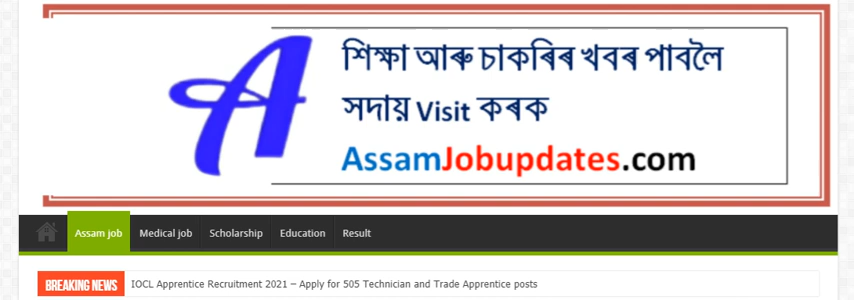 শিক্ষা আৰু চাকৰিৰ খবৰ পাবলৈ
সদায় Visit কৰক
AssamJobupdates.com
Assam job Medical job Scholarship Education Result
BREAKING NEWS IOCL Apprentice Recruitment 2021 – Apply for 505 Technician and Trade Apprentice posts